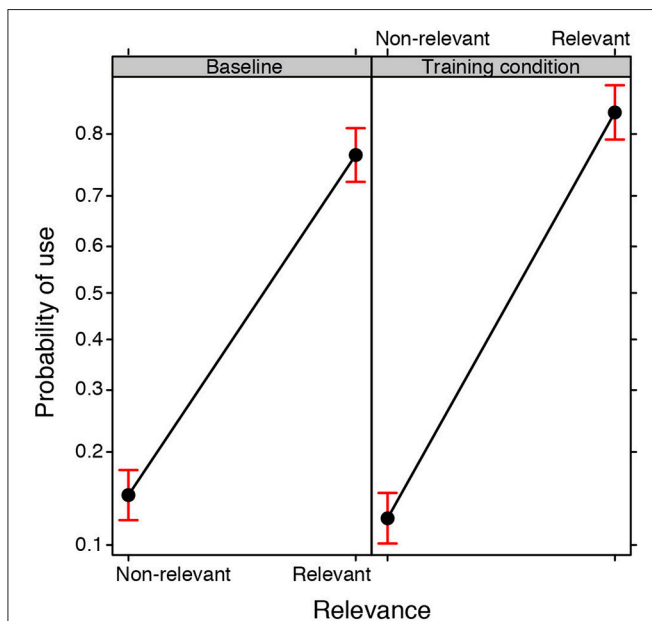 Non-relevant Relevant
Baseline Training condition
0.8
0.7
0.6
0.5
0.4
0.3
0.2
0.1
Probability of use
Non-relevant Relevant
Relevance